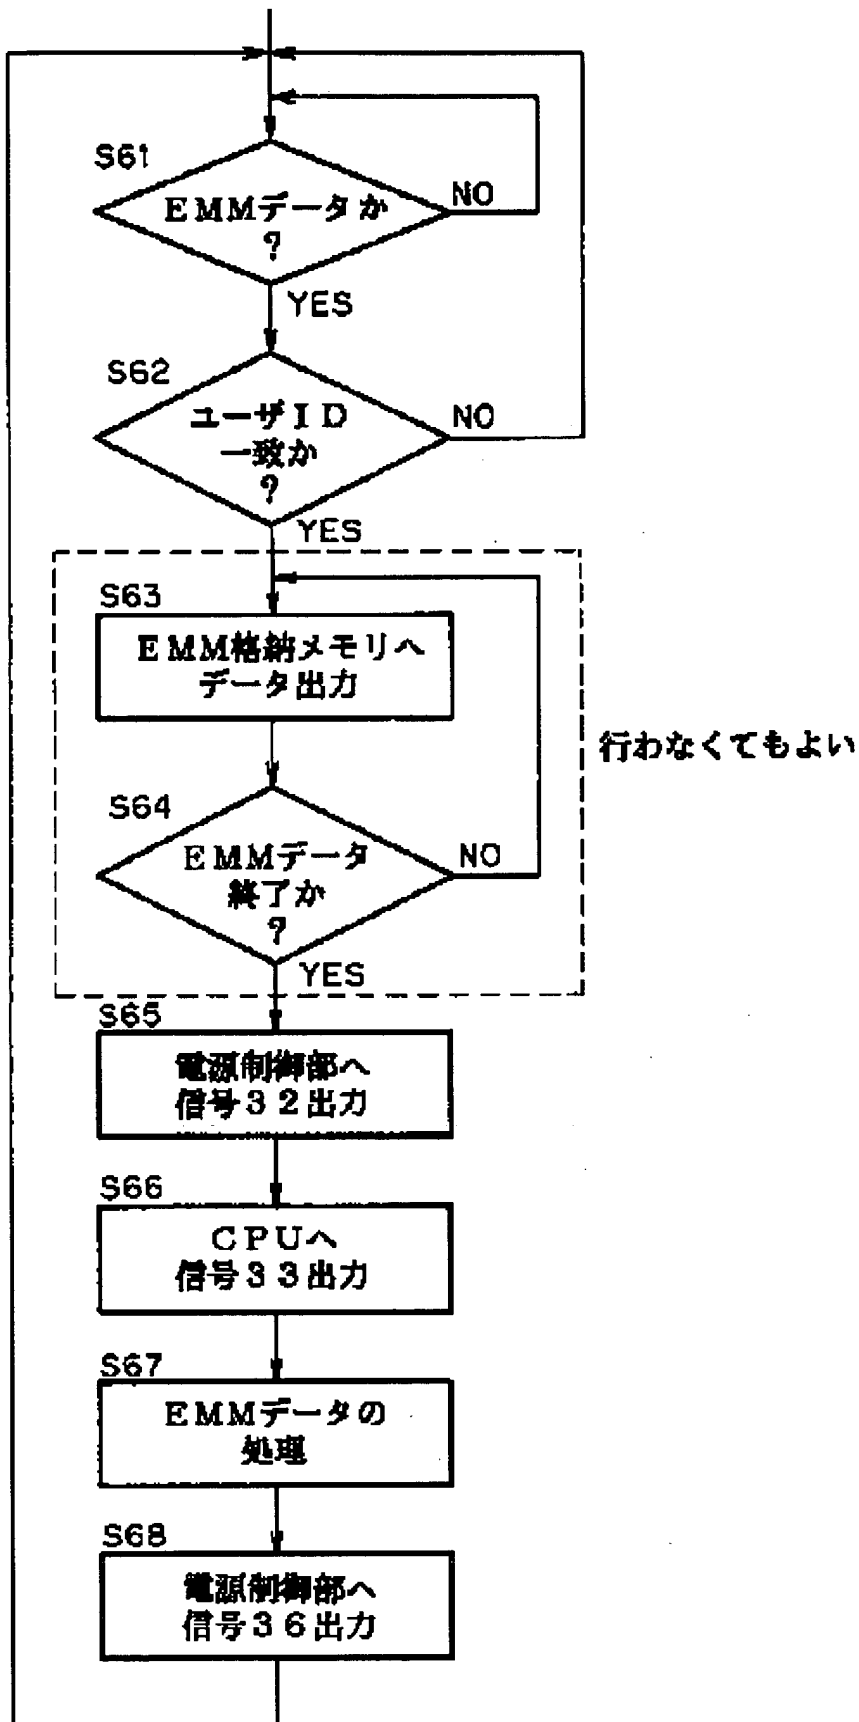 S61
EMMデータか
?
NO
YES
S62
ユーザID
一致か
?
NO
YES
S63
EMM格納メモリへ
データ出力
行わなくてもよい
S64
EMMデータ
終了か
?
NO
YES
S65
電源制御部へ
信号32出力
S66
CPUへ
信号33出力
S67
EMMデータの
処理
S68
電源制御部へ
信号36出力